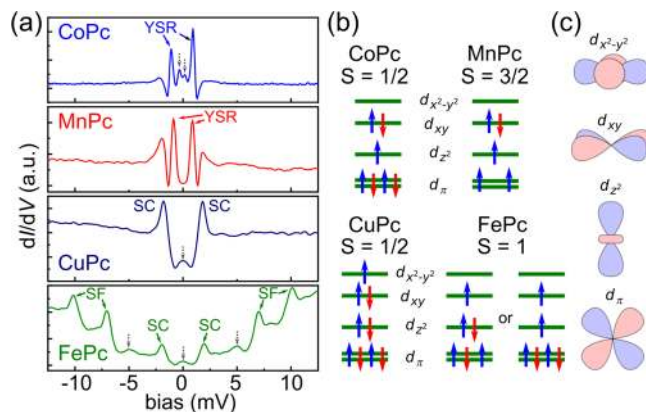 (a)
CoPc
YSR
MnPc
YSR
SC SC
CuPc
SF SF
SC SC
FePc
dI/dV (a.u.)
-10 -5 0 5 10
bias (mV)
(b)
CoPc MnPc
S = 1/2 S = 3/2
dx²-y²
dxy
dz²
dπ
CuPc FePc
S = 1/2 S = 1
dx²-y²
dxy
dz²
or
dπ
(c)
dx²-y²
dxy
dz²
dπ